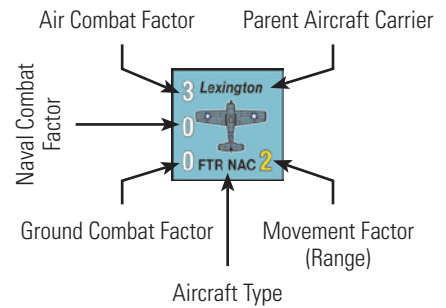 Air Combat Factor
Parent Aircraft Carrier
Naval Combat
Factor
3 Lexington
0
0 FTR NAC 2
Ground Combat Factor
Movement Factor
(Range)
Aircraft Type